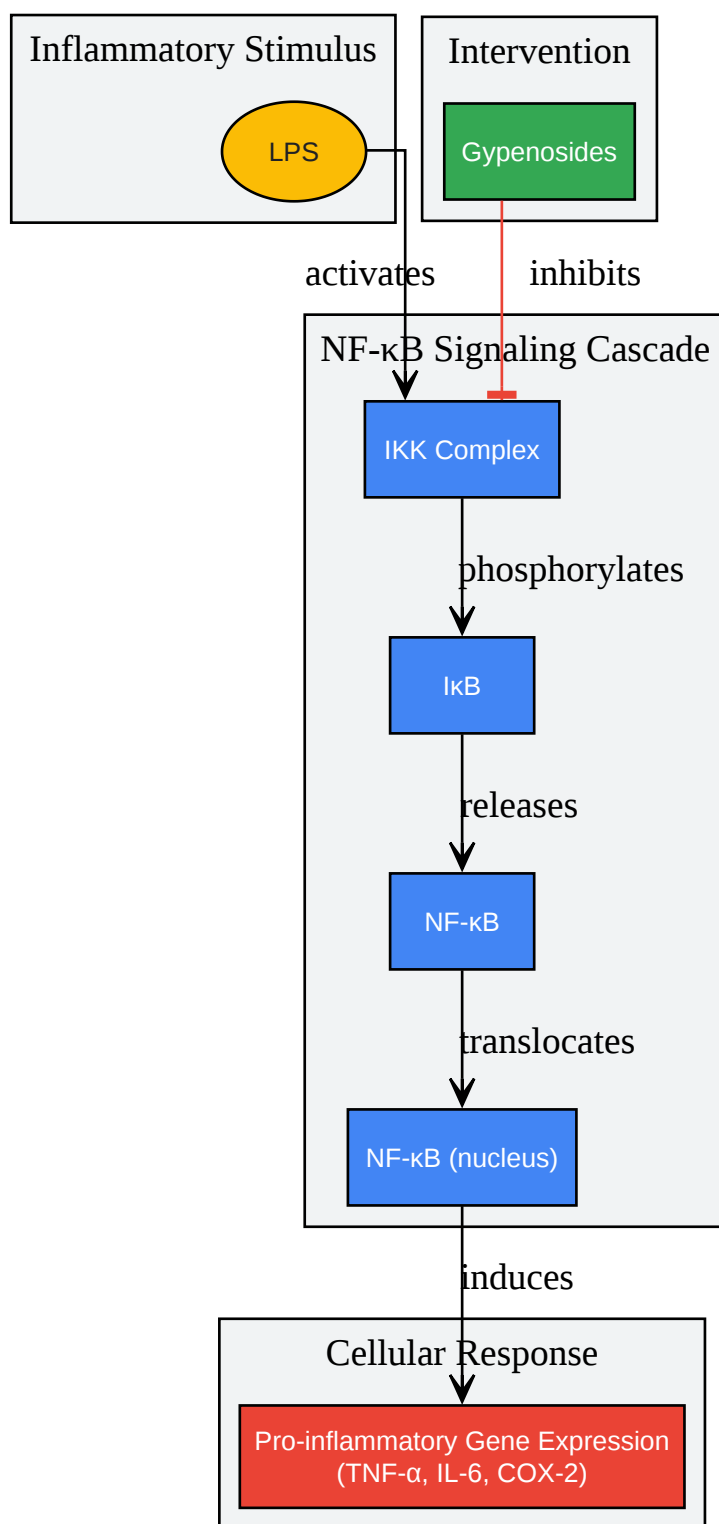 Inflammatory Stimulus
Intervention
LPS
Gypenosides
activates
inhibits
NF-κB Signaling Cascade
IKK Complex
phosphorylates
IκB
releases
NF-κB
translocates
NF-κB (nucleus)
induces
Cellular Response
Pro-inflammatory Gene Expression
(TNF-α, IL-6, COX-2)